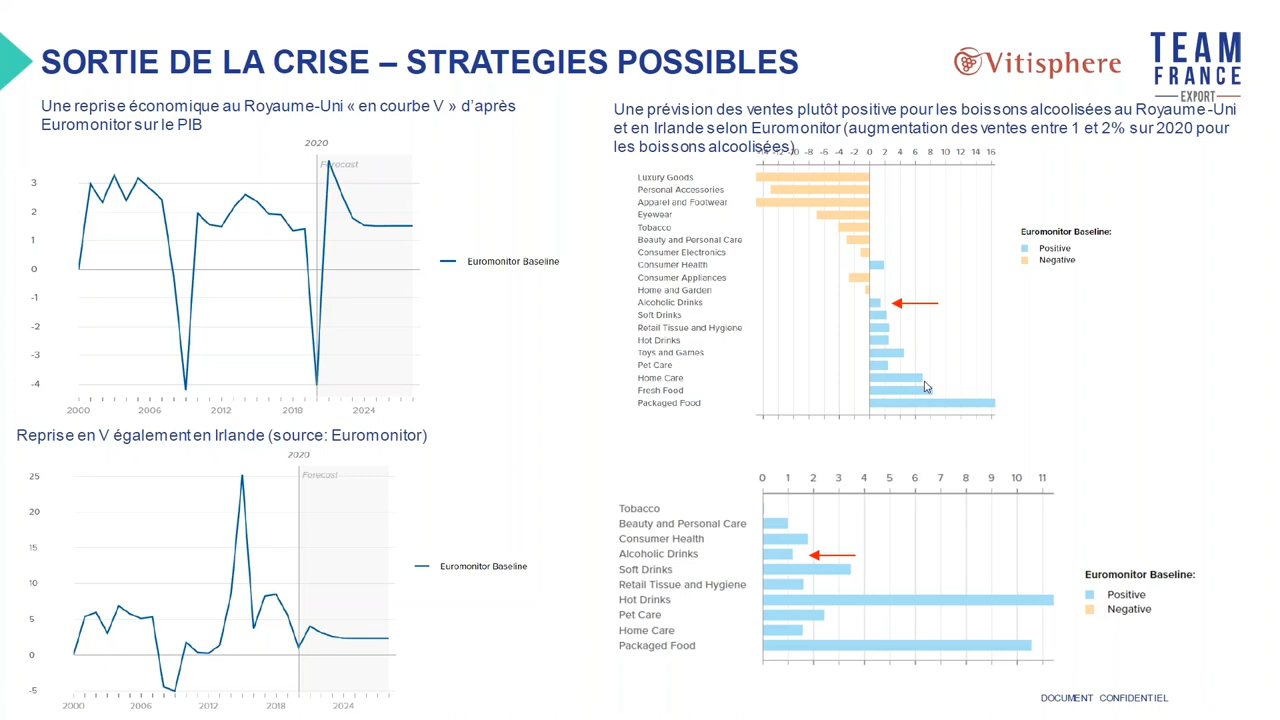 SORTIE DE LA CRISE – STRATEGIES POSSIBLES
Vitisphere
TEAM
FRANCE
EXPORT
Une reprise économique au Royaume-Uni « en courbe V » d'après
Euromonitor sur le PIB
2020
Forecast
3
2
1
0
-1
-2
-3
-4
2000
2006
2012
2018
2024
Euromonitor Baseline
Reprise en V également en Irlande (source: Euromonitor)
2020
Forecast
25
20
15
10
5
0
-5
2000
2006
2012
2018
2024
Euromonitor Baseline
Une prévision des ventes plutôt positive pour les boissons alcoolisées au Royaume-Uni
et en Irlande selon Euromonitor (augmentation des ventes entre 1 et 2% sur 2020 pour
les boissons alcoolisées)
-14 -12 -10 -8 -6 -4 -2 0 2 4 6 8 10 12 14 16
Luxury Goods
Personal Accessories
Apparel and Footwear
Eyewear
Tobacco
Beauty and Personal Care
Consumer Electronics
Consumer Health
Consumer Appliances
Home and Garden
Alcoholic Drinks
Soft Drinks
Retail Tissue and Hygiene
Hot Drinks
Toys and Games
Pet Care
Home Care
Fresh Food
Packaged Food
Euromonitor Baseline:
Positive
Negative
0 1 2 3 4 5 6 7 8 9 10 11
Tobacco
Beauty and Personal Care
Consumer Health
Alcoholic Drinks
Soft Drinks
Retail Tissue and Hygiene
Hot Drinks
Pet Care
Home Care
Packaged Food
Euromonitor Baseline:
Positive
Negative
DOCUMENT CONFIDENTIEL